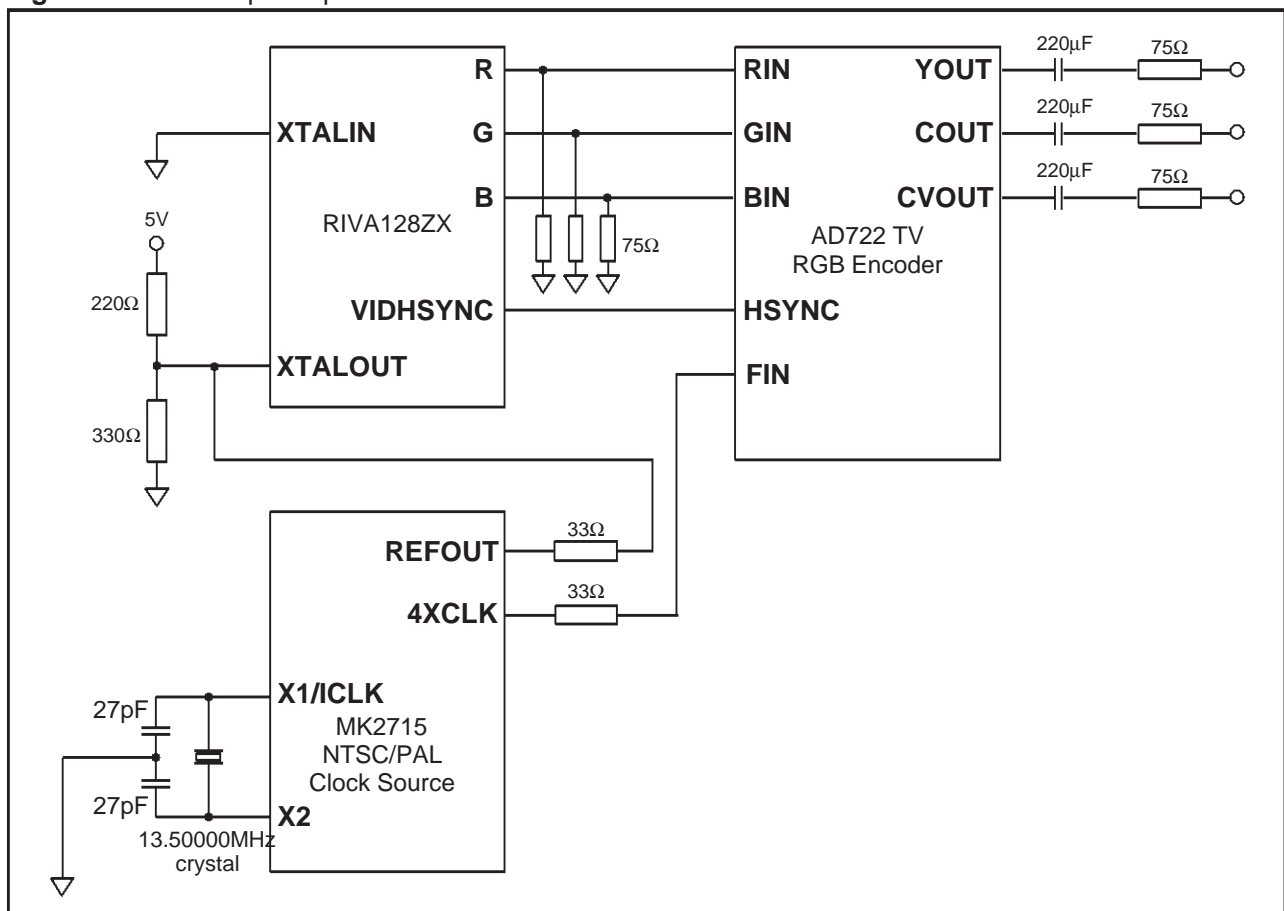 R
RIN
YOUT
220μF
75Ω
XTALIN
G
GIN
COUT
220μF
75Ω
B
BIN
CVOUT
220μF
75Ω
5V
RIVA128ZX
75Ω
AD722 TV
RGB Encoder
220Ω
VIDHSYNC
HSYNC
XTALOUT
FIN
330Ω
REFOUT
33Ω
4XCLK
33Ω
X1/ICLK
27pF
MK2715
NTSC/PAL
Clock Source
27pF
X2
13.50000MHz
crystal